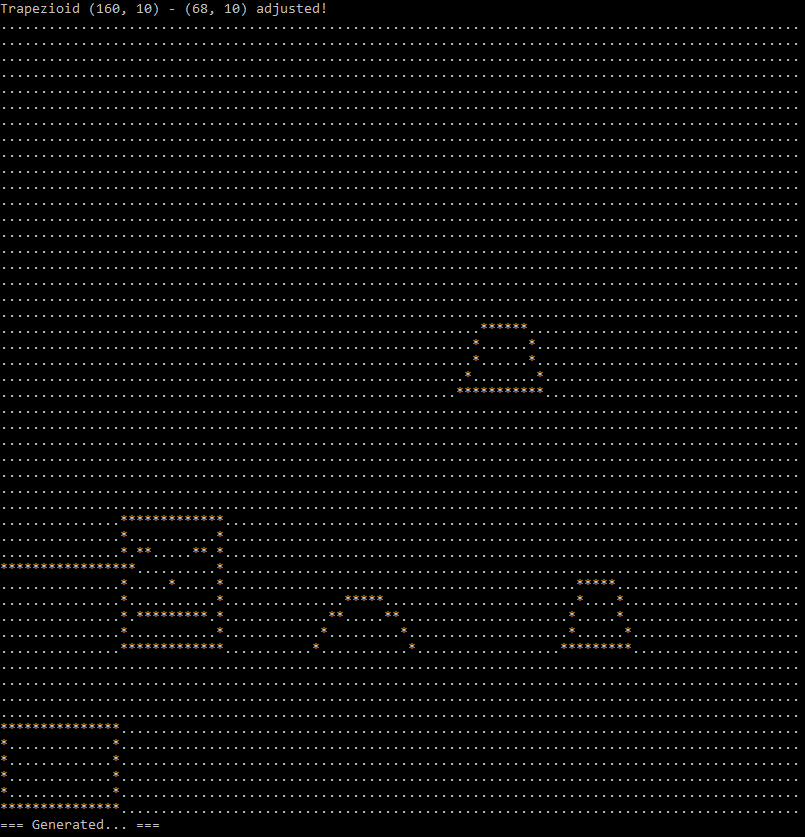 Trapezioid (160, 10) - (68, 10) adjusted!
=== Generated... ===